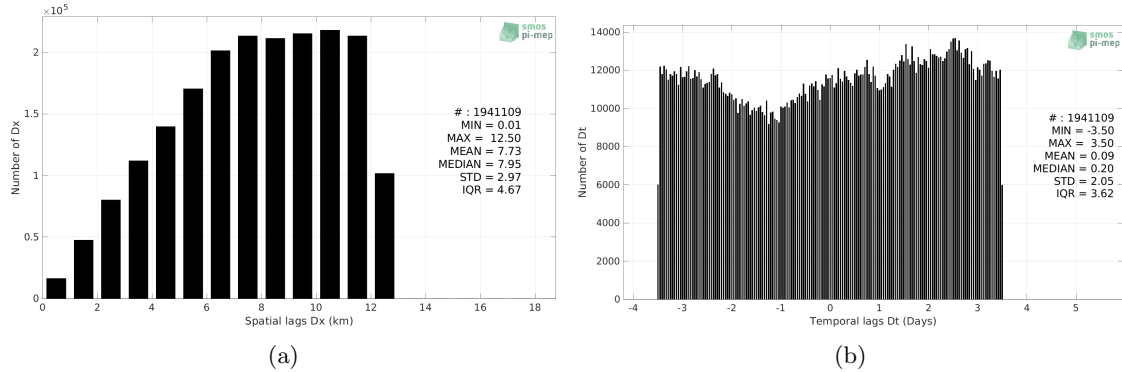 ×10⁵
2
1.5
1
0.5
0
Number of Dx
0 2 4 6 8 10 12 14 16 18
Spatial lags Dx (km)
smos
pi-mep
# : 1941109
MIN = 0.01
MAX = 12.50
MEAN = 7.73
MEDIAN = 7.95
STD = 2.97
IQR = 4.67
(a)
14000
12000
10000
8000
6000
4000
2000
0
Number of Dt
-4 -3 -2 -1 0 1 2 3 4 5
Temporal lags Dt (Days)
smos
pi-mep
# : 1941109
MIN = -3.50
MAX = 3.50
MEAN = 0.09
MEDIAN = 0.20
STD = 2.05
IQR = 3.62
(b)